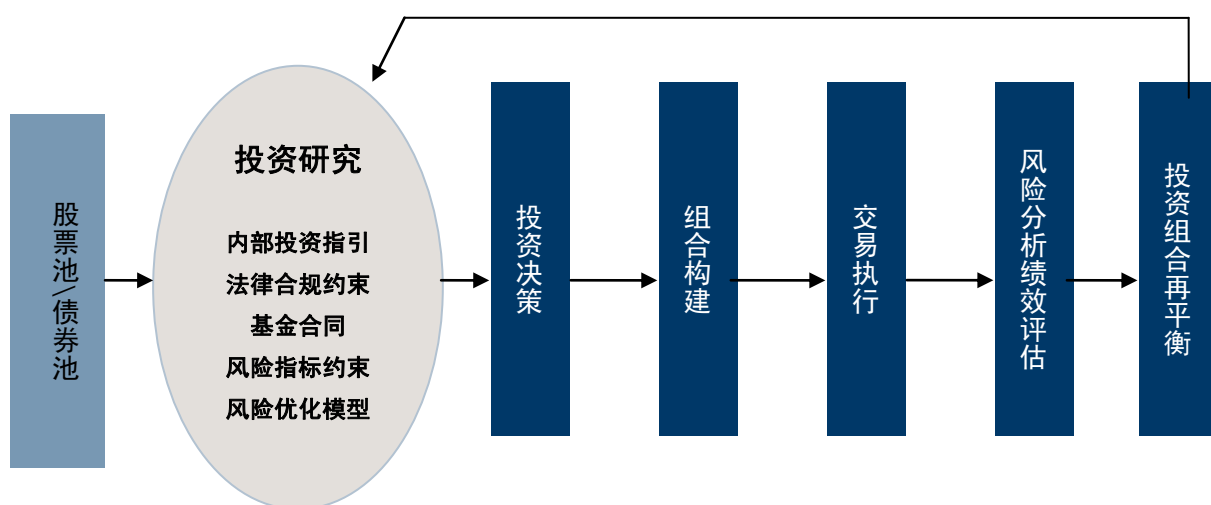 股票池/债券池
投资研究
内部投资指引
法律合规约束
基金合同
风险指标约束
风险优化模型
投资决策
组合构建
交易执行
风险分析绩效评估
投资组合再平衡